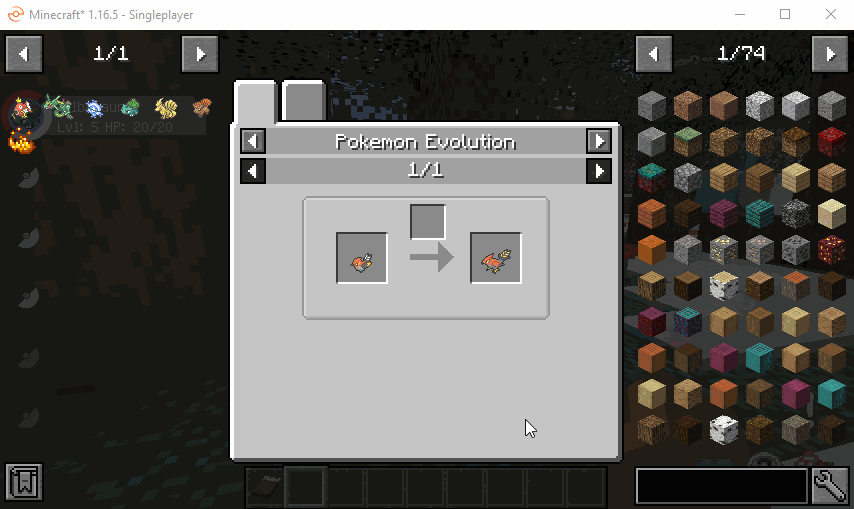 Minecraft* 1.16.5 - Singleplayer
1/1
1/74
Lvl: 5 HP: 20/20
Pokemon Evolution
1/1